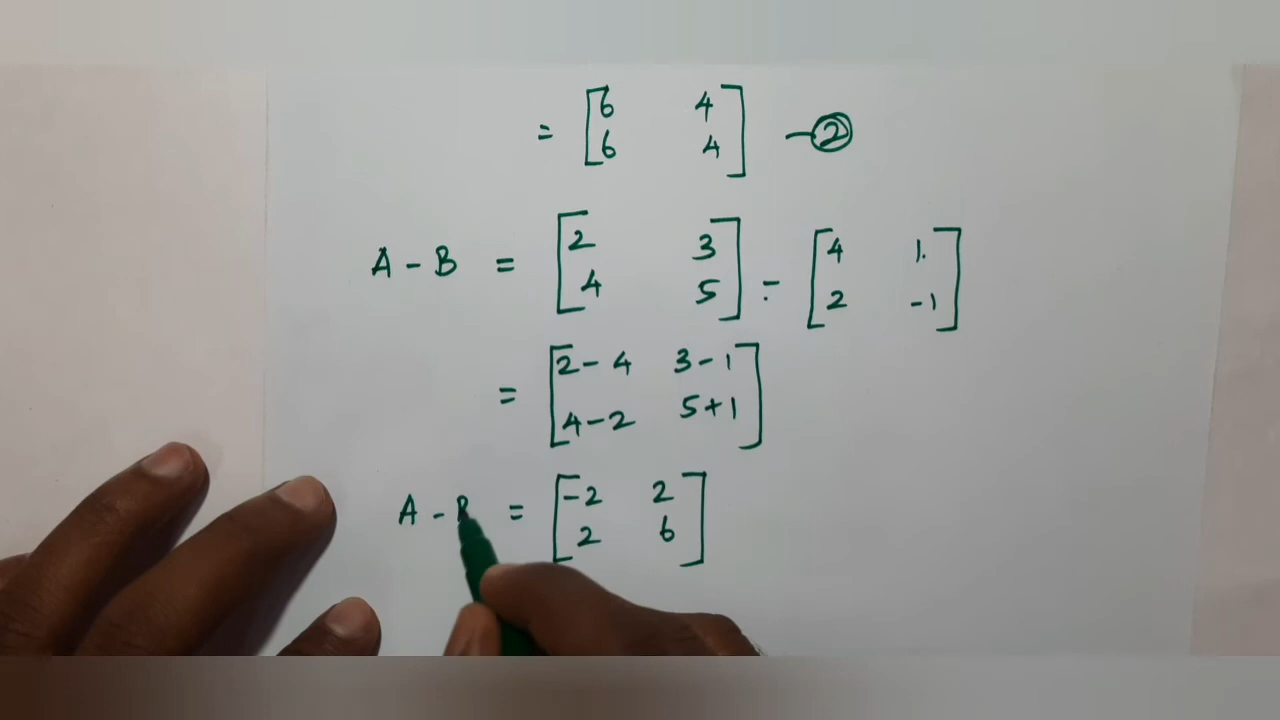 = [6 4
6 4] - ②
A - B = [2 3
4 5] - [4 1
2 -1]
= [2 - 4 3 - 1
4 - 2 5 + 1]
A - B = [-2 2
2 6]